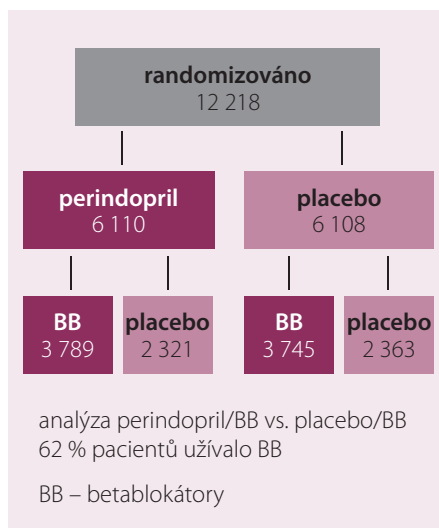 randomizováno
12 218
perindopril
6 110
placebo
6 108
BB
3 789
placebo
2 321
BB
3 745
placebo
2 363
analýza perindopril/BB vs. placebo/BB
62 % pacientů užívalo BB
BB – betablokátory